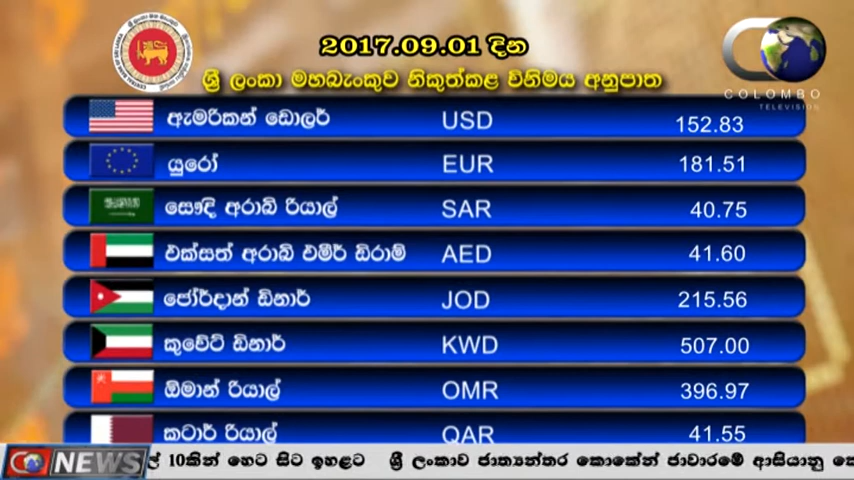 2017.09.01 දින
ශ්‍රී ලංකා මහබැංකුව නිකුත්කළ විනිමය අනුපාත
COLOMBO
TELEVISION
ඇමරිකන් ඩොලර් USD 152.83
යුරෝ EUR 181.51
සෞදි අරාබි රියාල් SAR 40.75
එක්සත් අරාබි එමීර් ඩිරාම් AED 41.60
ජෝර්දාන් ඩිනාර් JOD 215.56
කුවේට් ඩිනාර් KWD 507.00
ඕමාන් රියාල් OMR 396.97
කටාර් රියාල් QAR 41.55
NEWS 10කින් හෙට සිට ඉහළට ශ්‍රී ලංකාව ජාත්‍යන්තර කොකේන් ජාවාරමේ ආසියානු